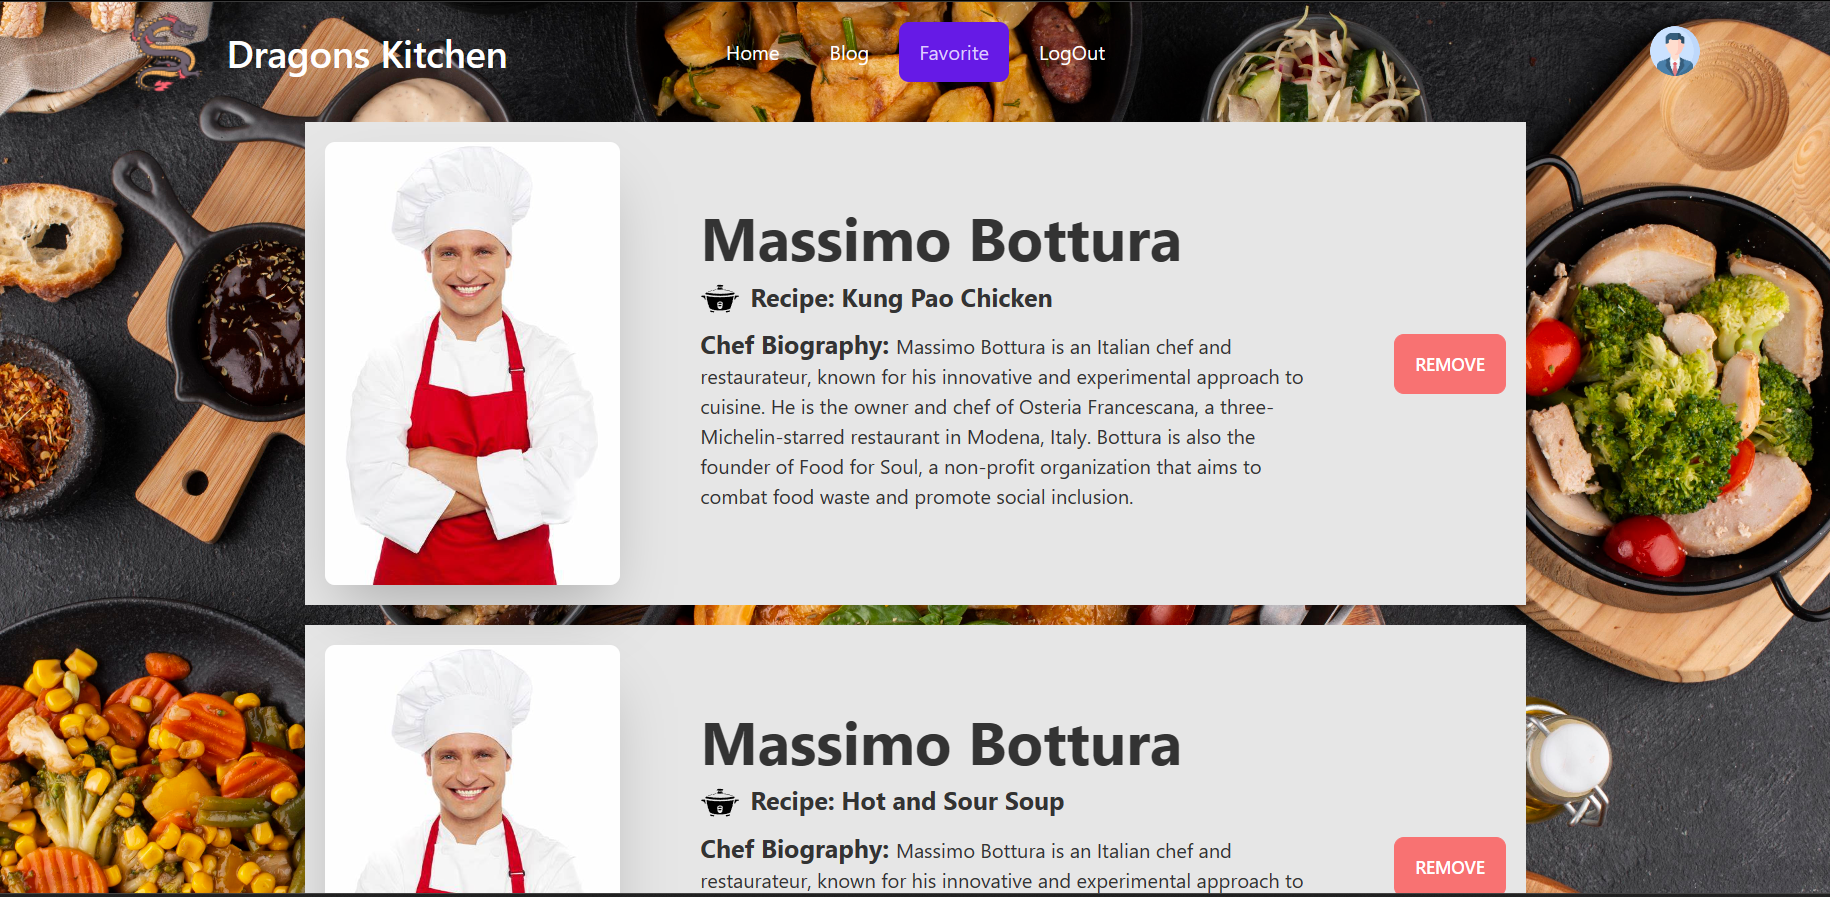 Dragons Kitchen
Home Blog Favorite LogOut
Massimo Bottura
Recipe: Kung Pao Chicken
Chef Biography: Massimo Bottura is an Italian chef and
restaurateur, known for his innovative and experimental approach to
cuisine. He is the owner and chef of Osteria Francescana, a three-
Michelin-starred restaurant in Modena, Italy. Bottura is also the
founder of Food for Soul, a non-profit organization that aims to
combat food waste and promote social inclusion.
REMOVE
Massimo Bottura
Recipe: Hot and Sour Soup
Chef Biography: Massimo Bottura is an Italian chef and
restaurateur, known for his innovative and experimental approach to
REMOVE